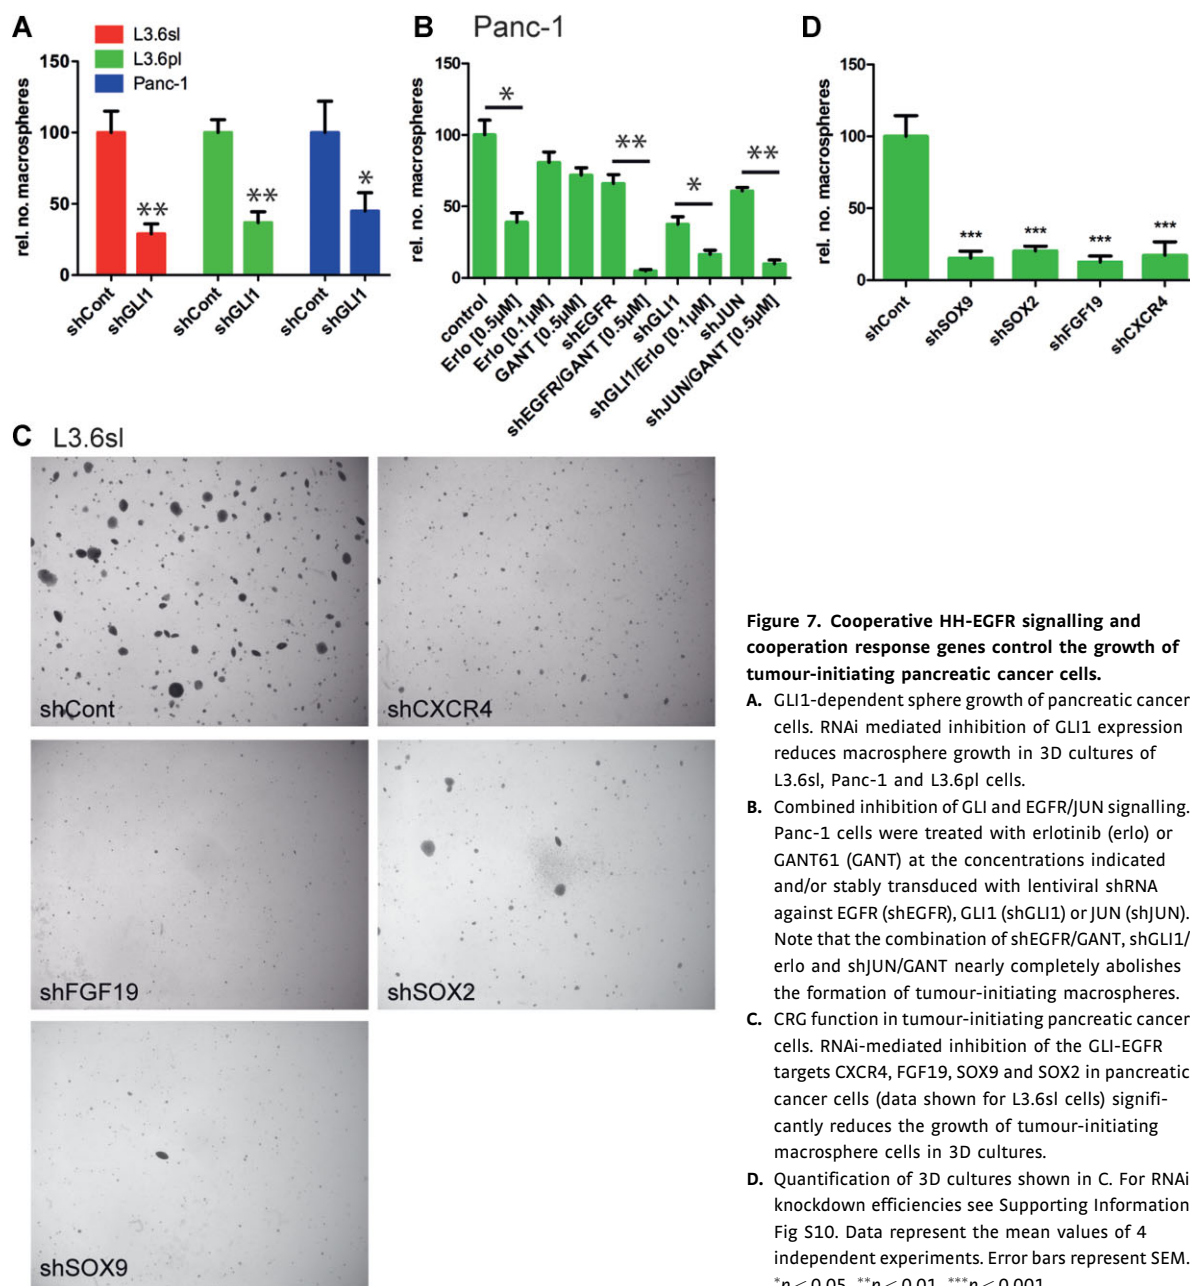 A
L3.6sl
L3.6pl
Panc-1
rel. no. macrospheres
150
100
50
0
**
**
*
shCont
shGLI1
shCont
shGLI1
shCont
shGLI1
B Panc-1
rel. no. macrospheres
150
100
50
0
*
**
*
**
control
Erlo [0.5µM]
Erlo [0.1µM]
GANT [0.5µM]
shEGFR
shEGFR/GANT [0.5µM]
shGLI1
shGLI1/Erlo [0.1µM]
shJUN
shJUN/GANT [0.5µM]
D
rel. no. macrospheres
150
100
50
0
***
***
***
***
shCont
shSOX9
shSOX2
shFGF19
shCXCR4
C L3.6sl
shCont
shCXCR4
shFGF19
shSOX2
shSOX9
Figure 7. Cooperative HH-EGFR signalling and
cooperation response genes control the growth of
tumour-initiating pancreatic cancer cells.
A. GLI1-dependent sphere growth of pancreatic cancer
cells. RNAi mediated inhibition of GLI1 expression
reduces macrosphere growth in 3D cultures of
L3.6sl, Panc-1 and L3.6pl cells.
B. Combined inhibition of GLI and EGFR/JUN signalling.
Panc-1 cells were treated with erlotinib (erlo) or
GANT61 (GANT) at the concentrations indicated
and/or stably transduced with lentiviral shRNA
against EGFR (shEGFR), GLI1 (shGLI1) or JUN (shJUN).
Note that the combination of shEGFR/GANT, shGLI1/
erlo and shJUN/GANT nearly completely abolishes
the formation of tumour-initiating macrospheres.
C. CRG function in tumour-initiating pancreatic cancer
cells. RNAi-mediated inhibition of the GLI-EGFR
targets CXCR4, FGF19, SOX9 and SOX2 in pancreatic
cancer cells (data shown for L3.6sl cells) signifi-
cantly reduces the growth of tumour-initiating
macrosphere cells in 3D cultures.
D. Quantification of 3D cultures shown in C. For RNAi
knockdown efficiencies see Supporting Information
Fig S10. Data represent the mean values of 4
independent experiments. Error bars represent SEM.
*p < 0.05, **p < 0.01, ***p < 0.001